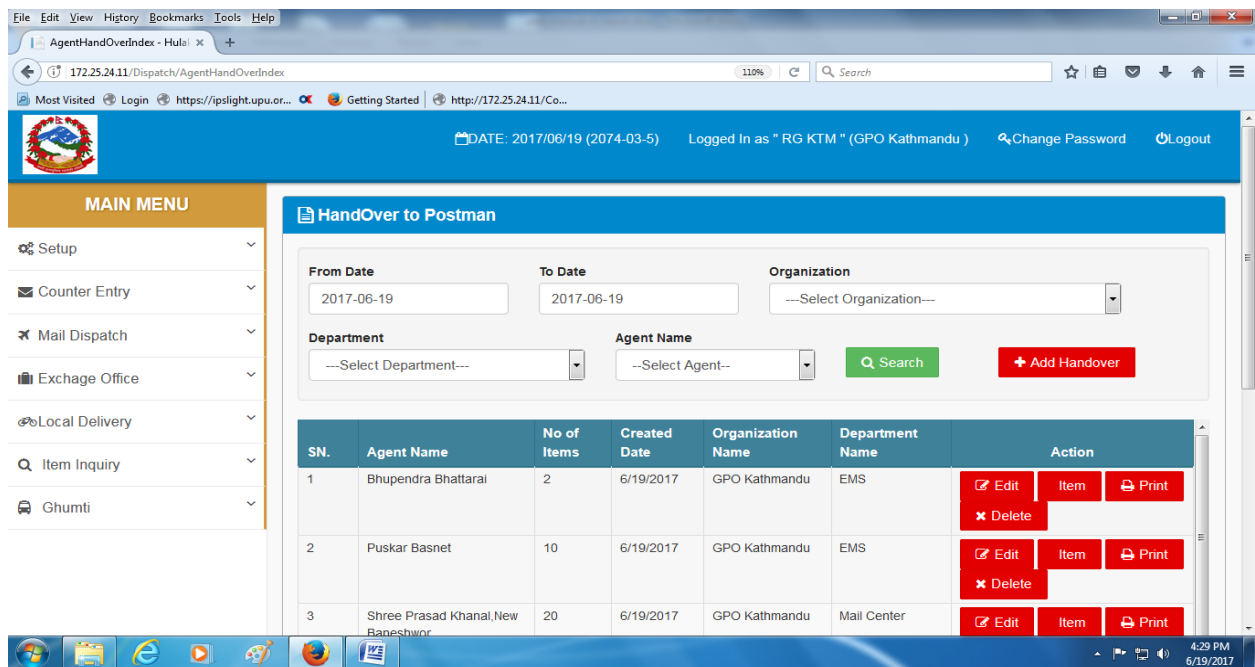 File Edit View History Bookmarks Tools Help
AgentHandOverIndex - Hulal
172.25.24.11/Dispatch/AgentHandOverIndex
110%
Search
Most Visited Login https://ipslight.upu.or... Getting Started http://172.25.24.11/Co...
DATE: 2017/06/19 (2074-03-5) Logged In as " RG KTM " (GPO Kathmandu ) Change Password Logout
MAIN MENU
Setup
Counter Entry
Mail Dispatch
Exchage Office
Local Delivery
Item Inquiry
Ghumti
HandOver to Postman
From Date To Date Organization
2017-06-19 2017-06-19 ---Select Organization---
Department Agent Name
---Select Department--- --Select Agent-- Search Add Handover
SN. Agent Name No of Items Created Date Organization Name Department Name Action
1 Bhupendra Bhattarai 2 6/19/2017 GPO Kathmandu EMS Edit Item Print
Delete
2 Puskar Basnet 10 6/19/2017 GPO Kathmandu EMS Edit Item Print
Delete
3 Shree Prasad Khanal,New 20 6/19/2017 GPO Kathmandu Mail Center Edit Item Print
Baneshwor
4:29 PM
6/19/2017